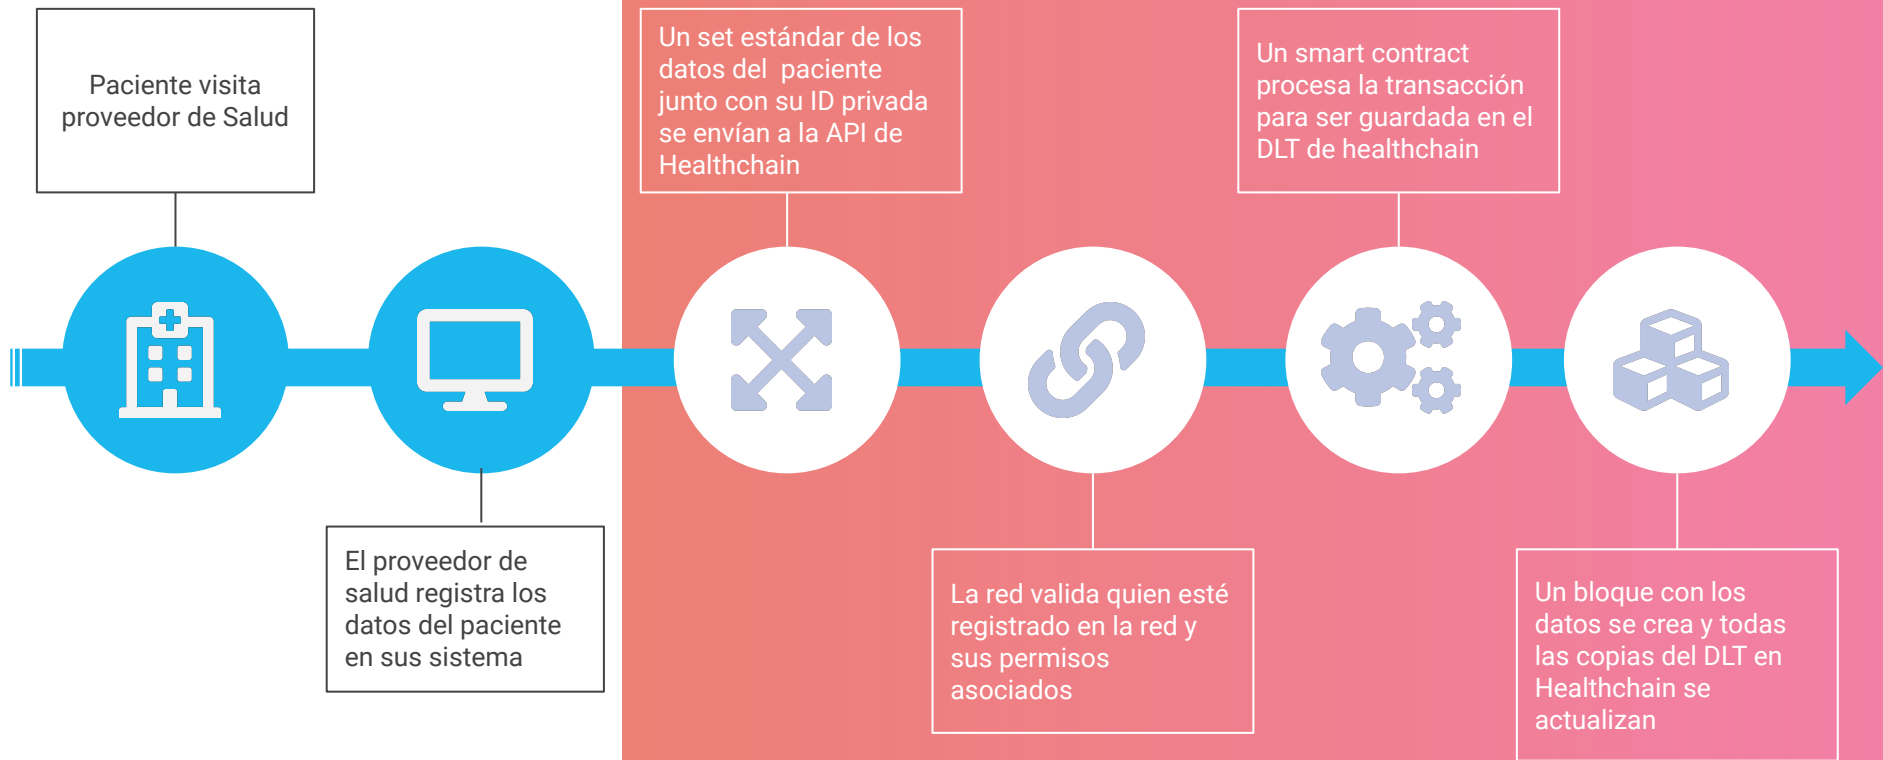 Paciente visita
proveedor de Salud
El proveedor de
salud registra los
datos del paciente
en sus sistema
Un set estándar de los
datos del paciente
junto con su ID privada
se envían a la API de
Healthchain
La red valida quien esté
registrado en la red y
sus permisos
asociados
Un smart contract
procesa la transacción
para ser guardada en el
DLT de healthchain
Un bloque con los
datos se crea y todas
las copias del DLT en
Healthchain se
actualizan